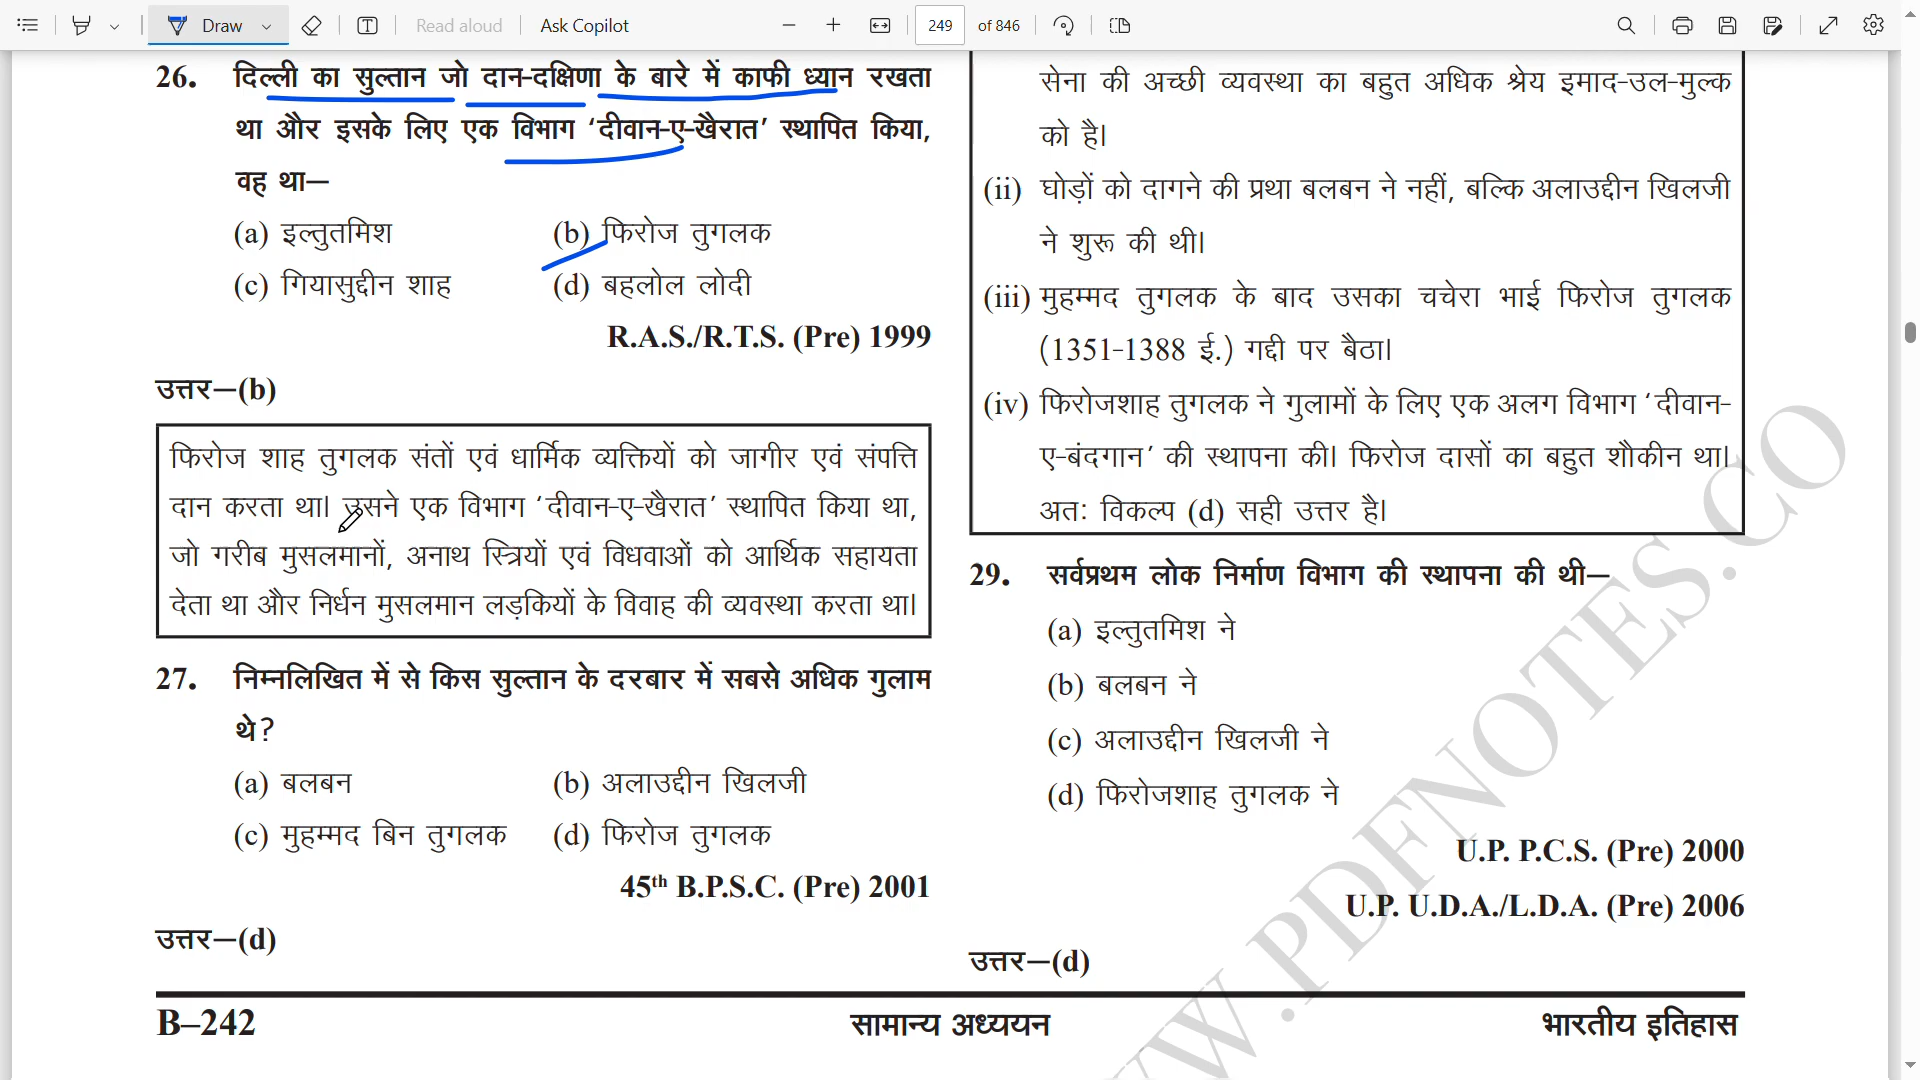 Draw
Read aloud
Ask Copilot
249 of 846
26. दिल्ली का सुल्तान जो दान-दक्षिणा के बारे में काफी ध्यान रखता
था और इसके लिए एक विभाग ‘दीवान-ए-खैरात’ स्थापित किया,
वह था—
(a) इल्तुतमिश (b) फिरोज तुगलक
(c) गियासुद्दीन शाह (d) बहलोल लोदी
R.A.S./R.T.S. (Pre) 1999
उत्तर—(b)
फिरोज शाह तुगलक संतों एवं धार्मिक व्यक्तियों को जागीर एवं संपत्ति
दान करता था। उसने एक विभाग ‘दीवान-ए-खैरात’ स्थापित किया था,
जो गरीब मुसलमानों, अनाथ स्त्रियों एवं विधवाओं को आर्थिक सहायता
देता था और निर्धन मुसलमान लड़कियों के विवाह की व्यवस्था करता था।
27. निम्नलिखित में से किस सुल्तान के दरबार में सबसे अधिक गुलाम
थे?
(a) बलबन (b) अलाउद्दीन खिलजी
(c) मुहम्मद बिन तुगलक (d) फिरोज तुगलक
45th B.P.S.C. (Pre) 2001
उत्तर—(d)
सेना की अच्छी व्यवस्था का बहुत अधिक श्रेय इमाद-उल-मुल्क
को है।
(ii) घोड़ों को दागने की प्रथा बलबन ने नहीं, बल्कि अलाउद्दीन खिलजी
ने शुरू की थी।
(iii) मुहम्मद तुगलक के बाद उसका चचेरा भाई फिरोज तुगलक
(1351-1388 ई.) गद्दी पर बैठा।
(iv) फिरोजशाह तुगलक ने गुलामों के लिए एक अलग विभाग ‘दीवान-
ए-बंदगान’ की स्थापना की। फिरोज दासों का बहुत शौकीन था।
अतः विकल्प (d) सही उत्तर है।
29. सर्वप्रथम लोक निर्माण विभाग की स्थापना की थी—
(a) इल्तुतमिश ने
(b) बलबन ने
(c) अलाउद्दीन खिलजी ने
(d) फिरोजशाह तुगलक ने
U.P. P.C.S. (Pre) 2000
U.P. U.D.A./L.D.A. (Pre) 2006
उत्तर—(d)
B–242 सामान्य अध्ययन भारतीय इतिहास
WW.PDFNOTES.CO